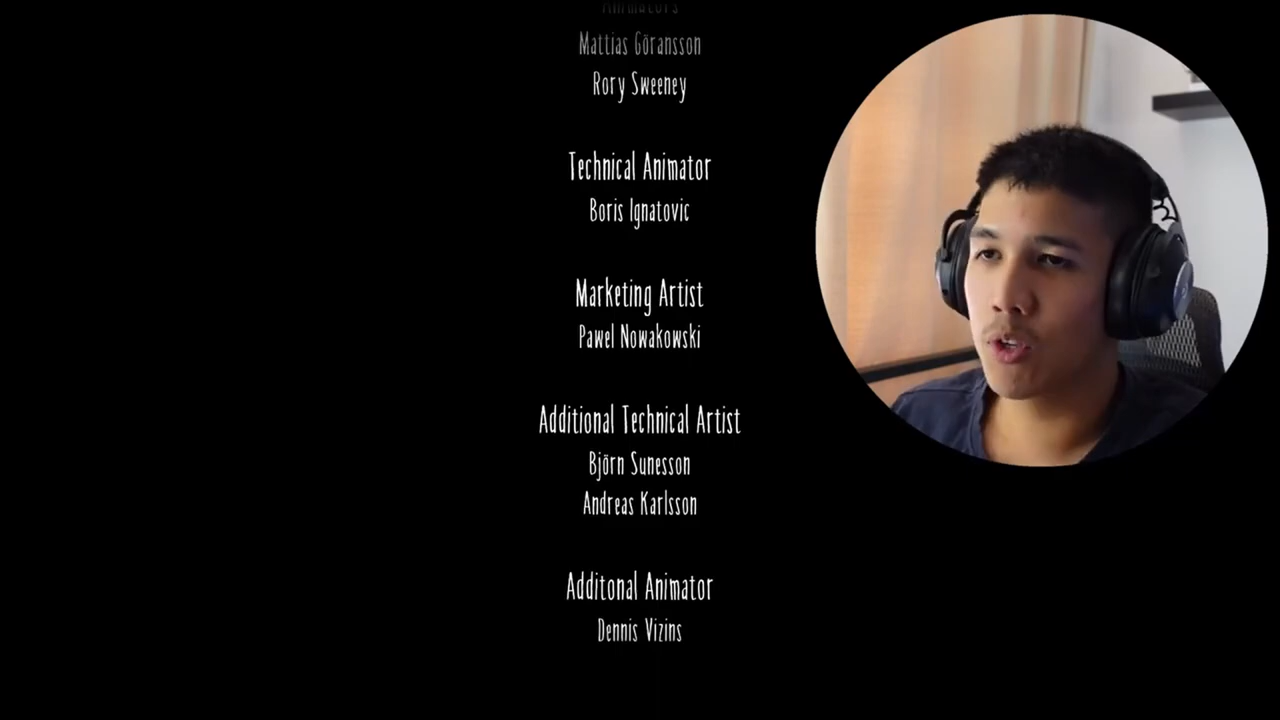 Animators
Mattias Göransson
Rory Sweeney
Technical Animator
Boris Ignatovic
Marketing Artist
Pawel Nowakowski
Additional Technical Artist
Björn Sunesson
Andreas Karlsson
Additonal Animator
Dennis Vizins